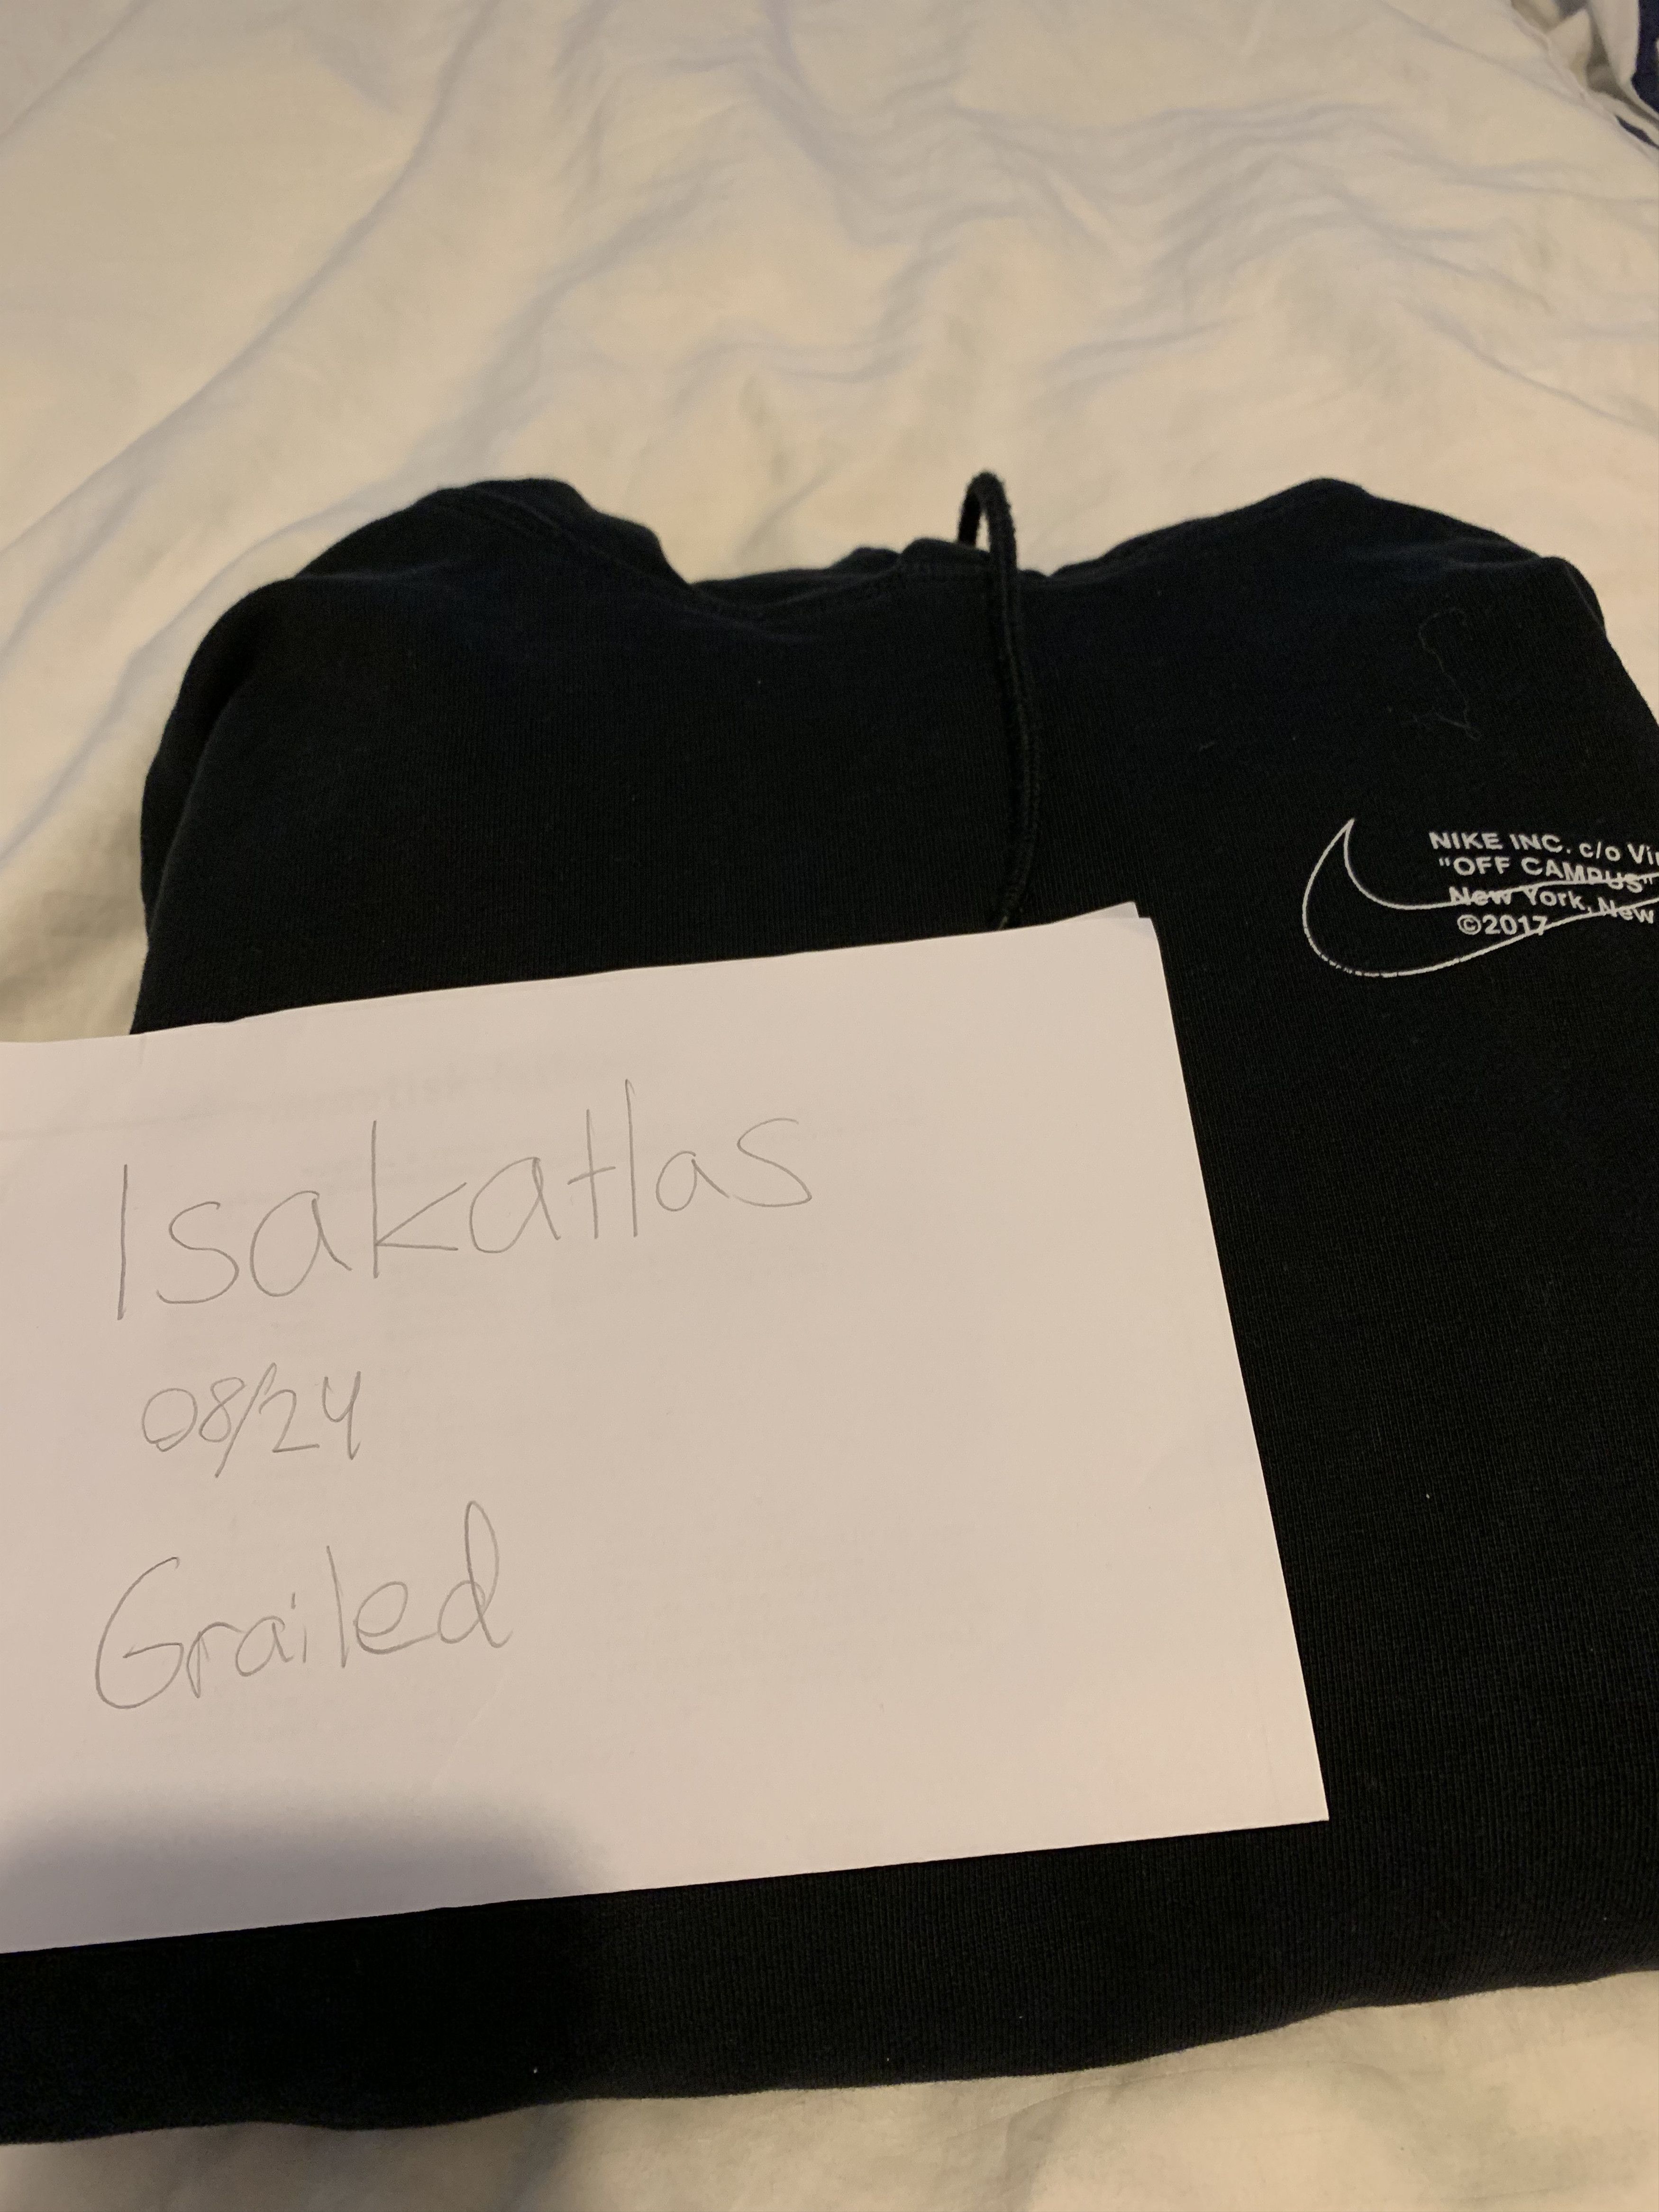 NIKE INC. c/o
"OFF CAMPUS"
New York, New
©2017
Isakatlas
08/24
Grailed